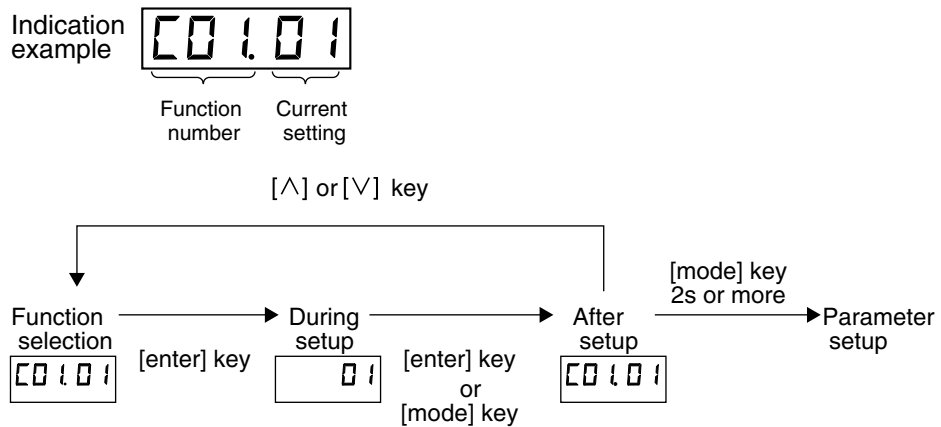 Indication
example
C01.01
Function
number
Current
setting
[∧] or [∨] key
[mode] key
2s or more
Function
selection
C01.01
[enter] key
During
setup
01
[enter] key
or
[mode] key
After
setup
C01.01
Parameter
setup